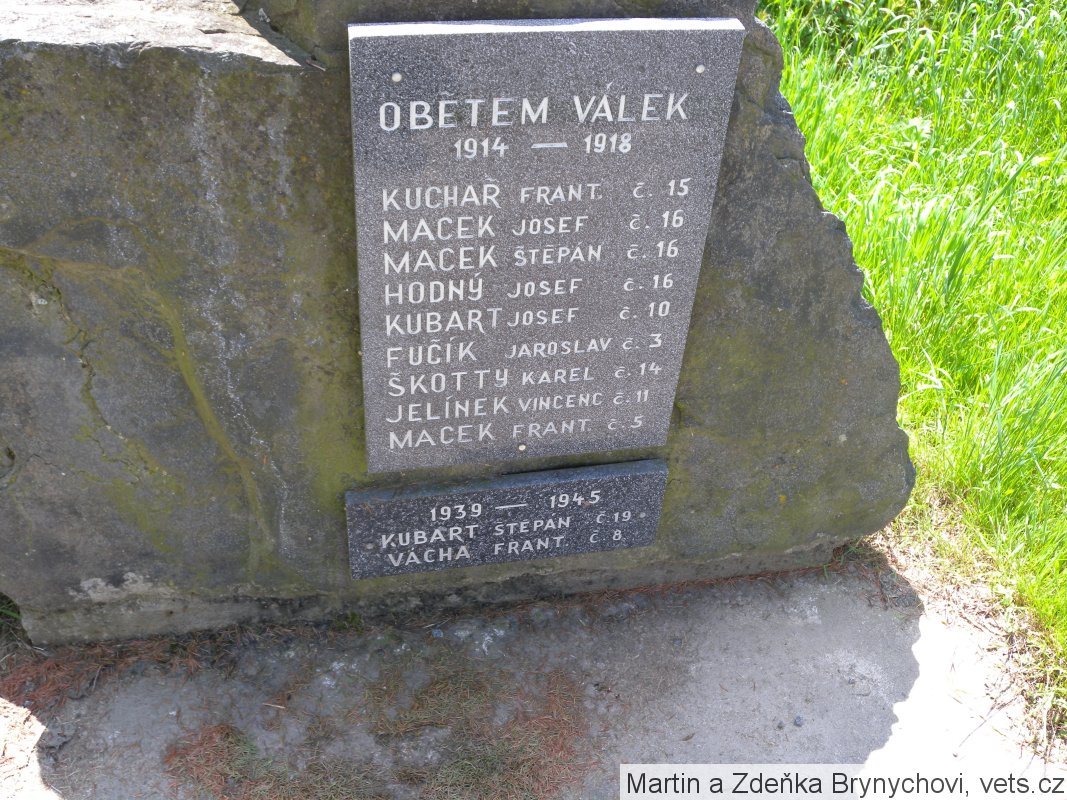 OBĚTEM VÁLEK
1914 — 1918
KUCHAŘ FRANT. č. 15
MACEK JOSEF č. 16
MACEK ŠTĚPÁN č. 16
HODNÝ JOSEF č. 16
KUBART JOSEF č. 10
FUČÍK JAROSLAV č. 3
ŠKOTTY KAREL č. 14
JELÍNEK VINCENC č. 11
MACEK FRANT. č. 5
1939 — 1945
KUBART ŠTĚPÁN č 19
VÁCHA FRANT. č. 8
Martin a Zdeňka Brynychovi, vets.cz